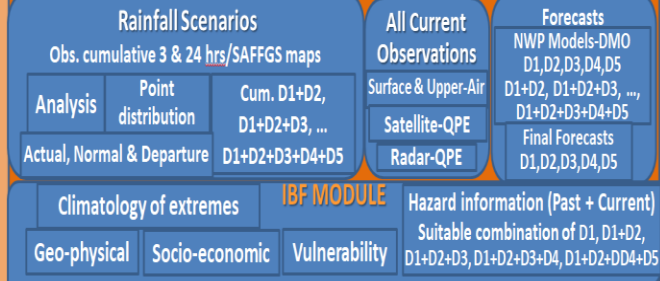 Rainfall Scenarios
Obs. cumulative 3 & 24 hrs/SAFFGS maps
Analysis
Point
distribution
Cum. D1+D2,
D1+D2+D3, ...
D1+D2+D3+D4+D5
Actual, Normal & Departure
All Current
Observations
Surface & Upper-Air
Satellite-QPE
Radar-QPE
Forecasts
NWP Models-DMO
D1,D2,D3,D4,D5
D1+D2, D1+D2+D3, ...,
D1+D2+D3+D4+D5
Final Forecasts
D1,D2,D3,D4,D5
IBF MODULE
Climatology of extremes
Geo-physical
Socio-economic
Vulnerability
Hazard information (Past + Current)
Suitable combination of D1, D1+D2,
D1+D2+D3, D1+D2+D3+D4, D1+D2+DD4+D5